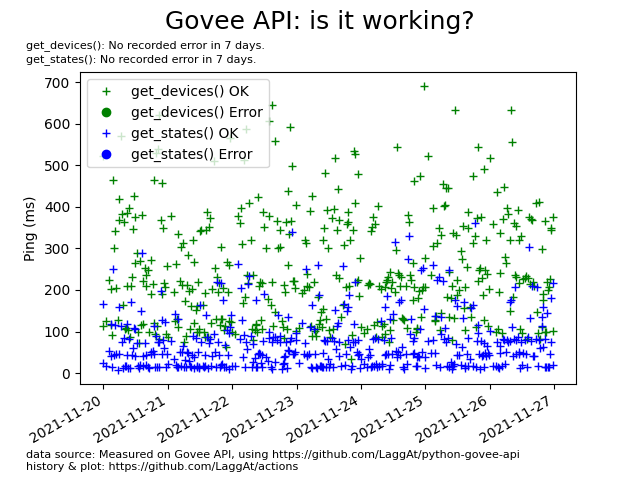 Govee API: is it working?
get_devices(): No recorded error in 7 days.
get_states(): No recorded error in 7 days.
get_devices() OK
get_devices() Error
get_states() OK
get_states() Error
Ping (ms)
700
600
500
400
300
200
100
0
2021-11-20
2021-11-21
2021-11-22
2021-11-23
2021-11-24
2021-11-25
2021-11-26
2021-11-27
data source: Measured on Govee API, using https://github.com/LaggAt/python-govee-api
history & plot: https://github.com/LaggAt/actions